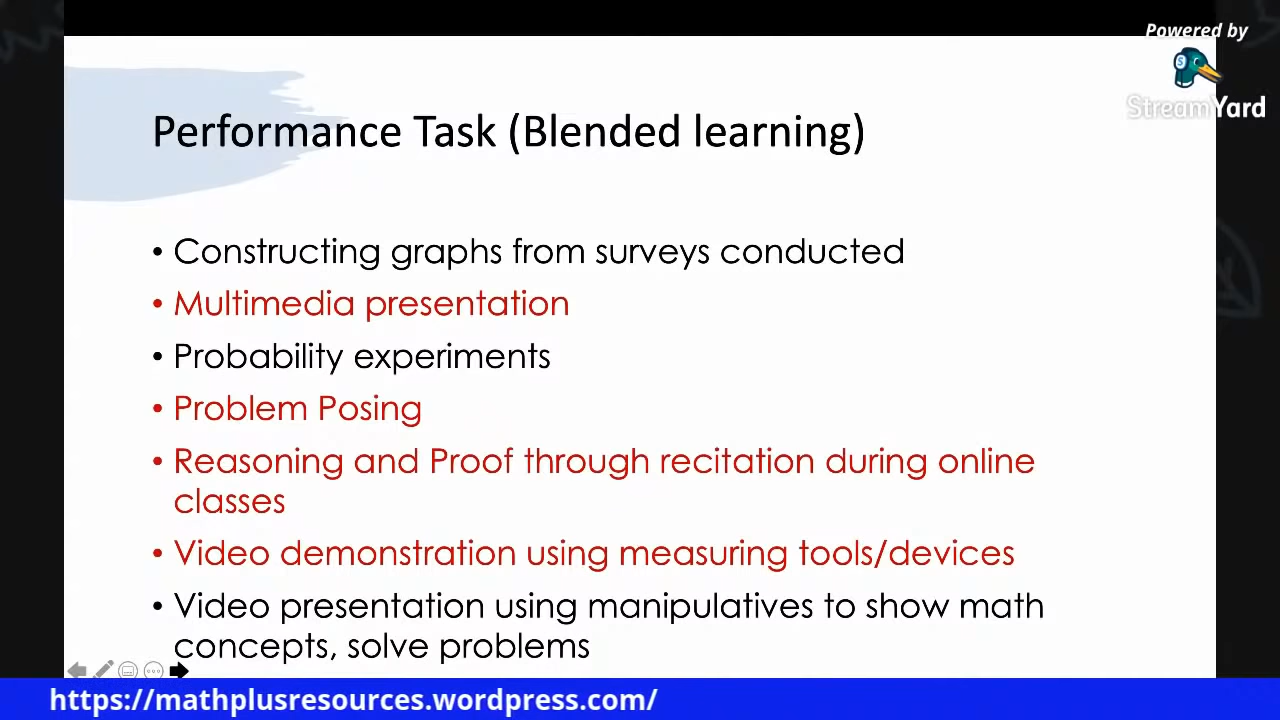 Powered by
StreamYard
Performance Task (Blended learning)
• Constructing graphs from surveys conducted
• Multimedia presentation
• Probability experiments
• Problem Posing
• Reasoning and Proof through recitation during online
classes
• Video demonstration using measuring tools/devices
• Video presentation using manipulatives to show math
concepts, solve problems
https://mathplusresources.wordpress.com/